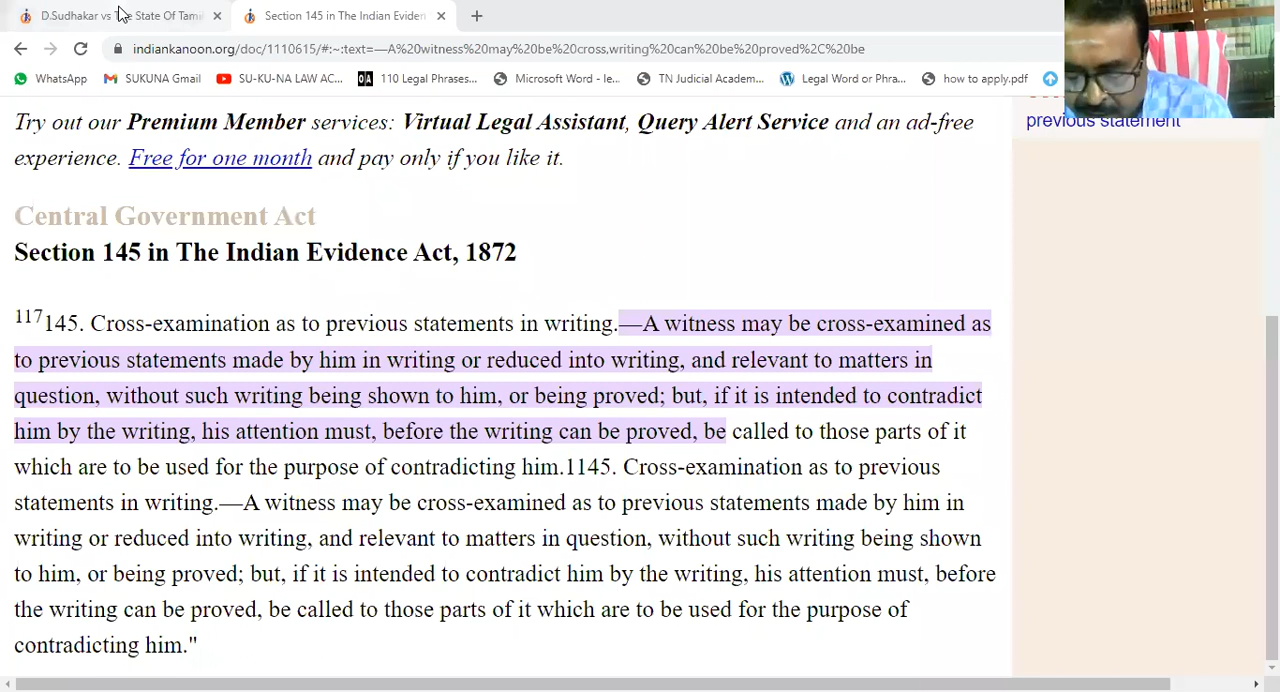 D.Sudhakar vs The State Of Tamil
Section 145 in The Indian Eviden
indiankanoon.org/doc/1110615/#:~:text=—A%20witness%20may%20be%20cross,writing%20can%20be%20proved%2C%20be
WhatsApp SUKUNA Gmail SU-KU-NA LAW AC... 110 Legal Phrases... Microsoft Word - le... TN Judicial Academ... Legal Word or Phra... how to apply.pdf
Try out our Premium Member services: Virtual Legal Assistant, Query Alert Service and an ad-free
experience. Free for one month and pay only if you like it.
previous statement
Central Government Act
Section 145 in The Indian Evidence Act, 1872
117145. Cross-examination as to previous statements in writing.—A witness may be cross-examined as
to previous statements made by him in writing or reduced into writing, and relevant to matters in
question, without such writing being shown to him, or being proved; but, if it is intended to contradict
him by the writing, his attention must, before the writing can be proved, be called to those parts of it
which are to be used for the purpose of contradicting him.1145. Cross-examination as to previous
statements in writing.—A witness may be cross-examined as to previous statements made by him in
writing or reduced into writing, and relevant to matters in question, without such writing being shown
to him, or being proved; but, if it is intended to contradict him by the writing, his attention must, before
the writing can be proved, be called to those parts of it which are to be used for the purpose of
contradicting him."